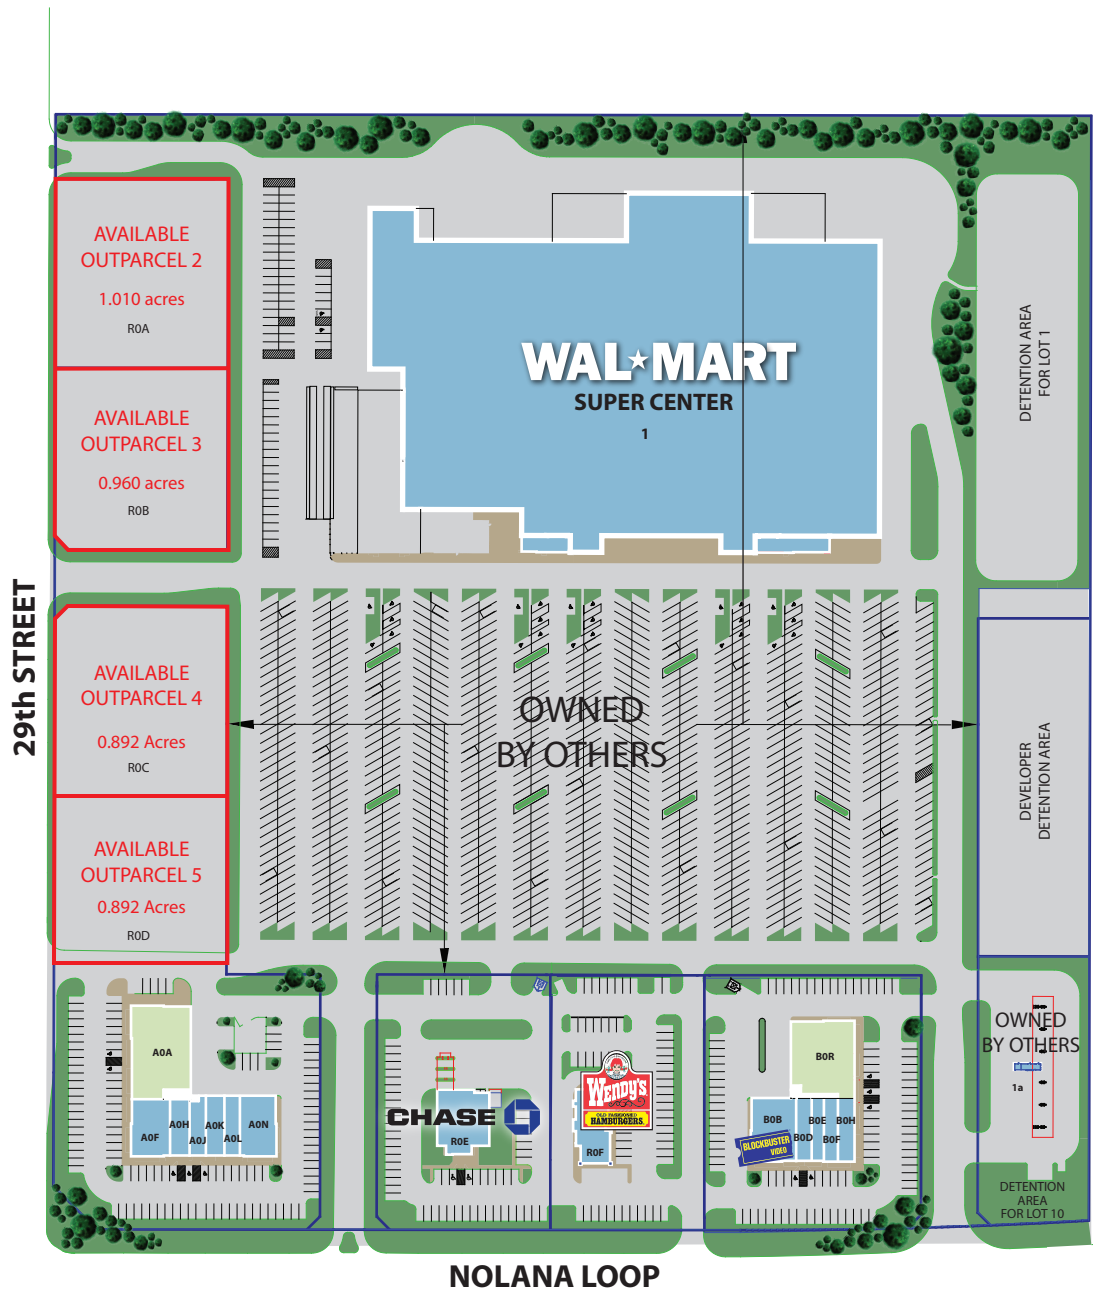 AVAILABLE
OUTPARCEL 2
1.010 acres
R0A
AVAILABLE
OUTPARCEL 3
0.960 acres
R0B
WAL★MART
SUPER CENTER
1
DETENTION AREA
FOR LOT 1
29th STREET
AVAILABLE
OUTPARCEL 4
0.892 Acres
R0C
OWNED
BY OTHERS
DEVELOPER
DETENTION AREA
AVAILABLE
OUTPARCEL 5
0.892 Acres
R0D
A0A
A0F
A0H
A0J
A0K
A0L
A0N
CHASE
R0E
WENDY'S
OLD FASHIONED
HAMBURGERS.
R0F
B0R
B0B
BLOCKBUSTER
VIDEO
B0D
B0E
B0F
B0H
OWNED
BY OTHERS
1a
DETENTION
AREA
FOR LOT 10
NOLANA LOOP